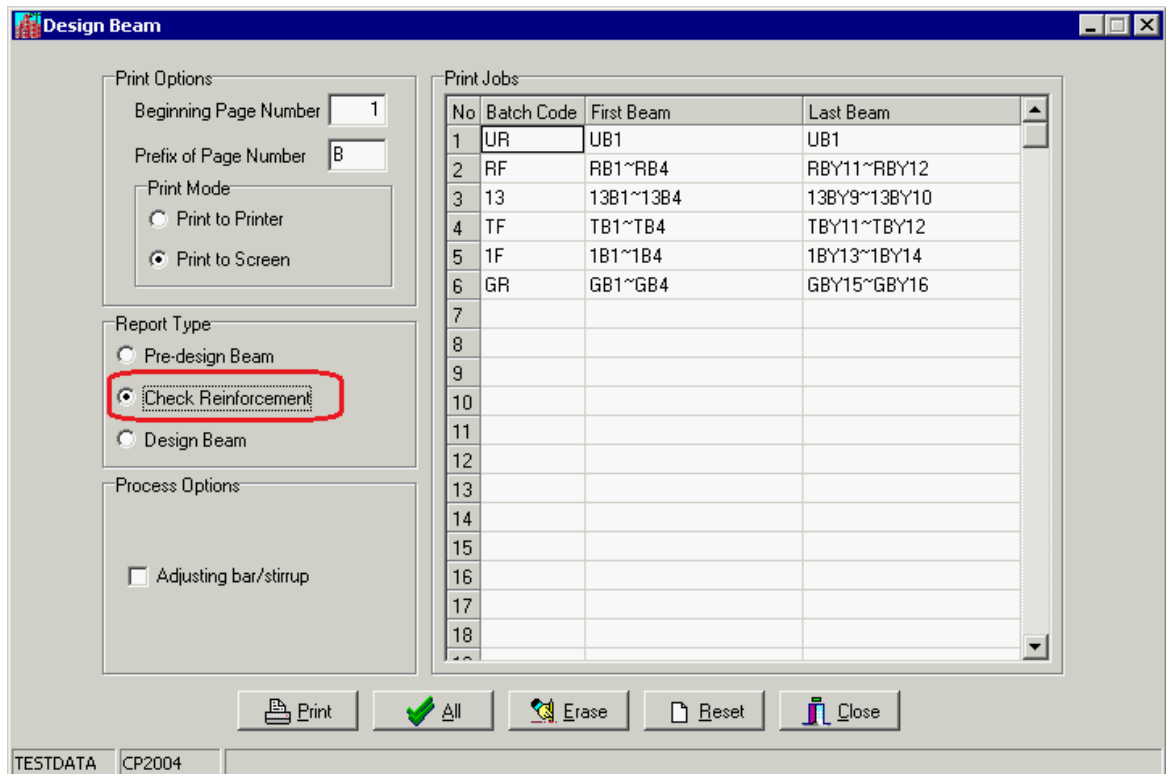 Design Beam
Print Options
Beginning Page Number 1
Prefix of Page Number B
Print Mode
Print to Printer
Print to Screen
Report Type
Pre-design Beam
Check Reinforcement
Design Beam
Process Options
Adjusting bar/stirrup
Print Jobs
No Batch Code First Beam Last Beam
1 UR UB1 UB1
2 RF RB1~RB4 RBY11~RBY12
3 13 13B1~13B4 13BY9~13BY10
4 TF TB1~TB4 TBY11~TBY12
5 1F 1B1~1B4 1BY13~1BY14
6 GR GB1~GB4 GBY15~GBY16
7
8
9
10
11
12
13
14
15
16
17
18
Print All Erase Reset Close
TESTDATA CP2004